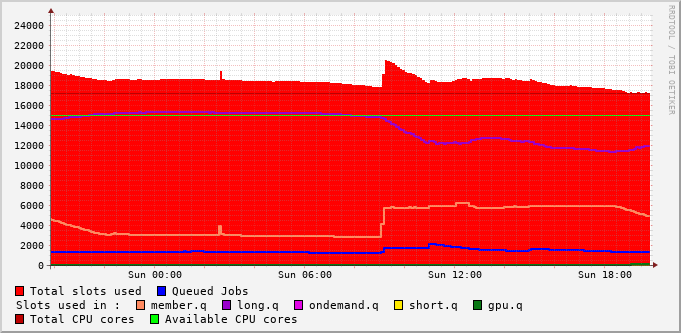 24000
22000
20000
18000
16000
14000
12000
10000
8000
6000
4000
2000
0
Sun 00:00 Sun 06:00 Sun 12:00 Sun 18:00
RRDTOOL / TOBI OETIKER
Total slots used Queued Jobs
Slots used in : member.q long.q ondemand.q short.q gpu.q
Total CPU cores Available CPU cores